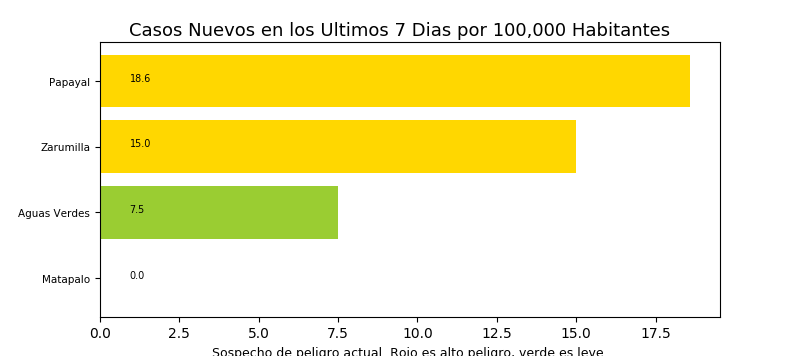 Casos Nuevos en los Ultimos 7 Dias por 100,000 Habitantes
Papayal 18.6
Zarumilla 15.0
Aguas Verdes 7.5
Matapalo 0.0
0.0 2.5 5.0 7.5 10.0 12.5 15.0 17.5
Sospecho de peligro actual. Rojo es alto peligro, verde es leve